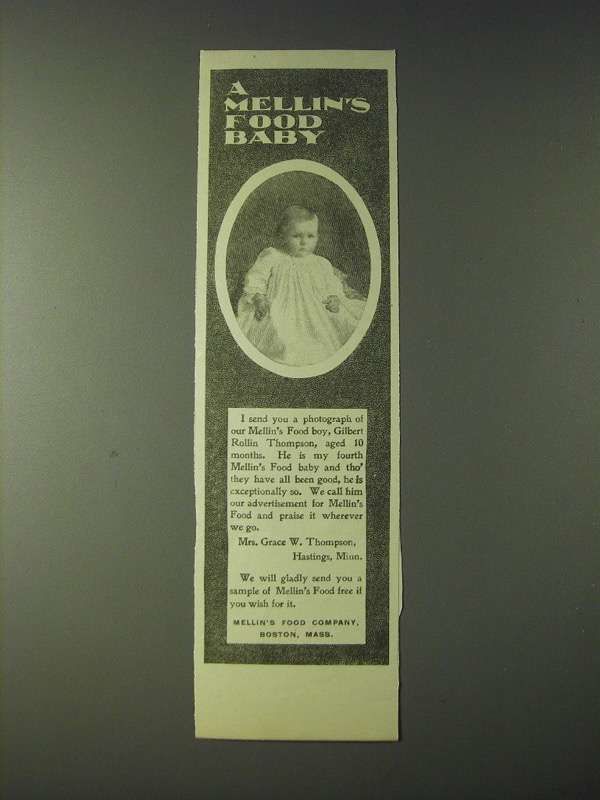 A
MELLIN'S
FOOD
BABY
I send you a photograph of
our Mellin's Food boy, Gilbert
Rollin Thompson, aged 10
months. He is my fourth
Mellin's Food baby and tho'
they have all been good, he is
exceptionally so. We call him
our advertisement for Mellin's
Food and praise it wherever
we go.
Mrs. Grace W. Thompson,
Hastings, Minn.
We will gladly send you a
sample of Mellin's Food free if
you wish for it.
MELLIN'S FOOD COMPANY,
BOSTON, MASS.